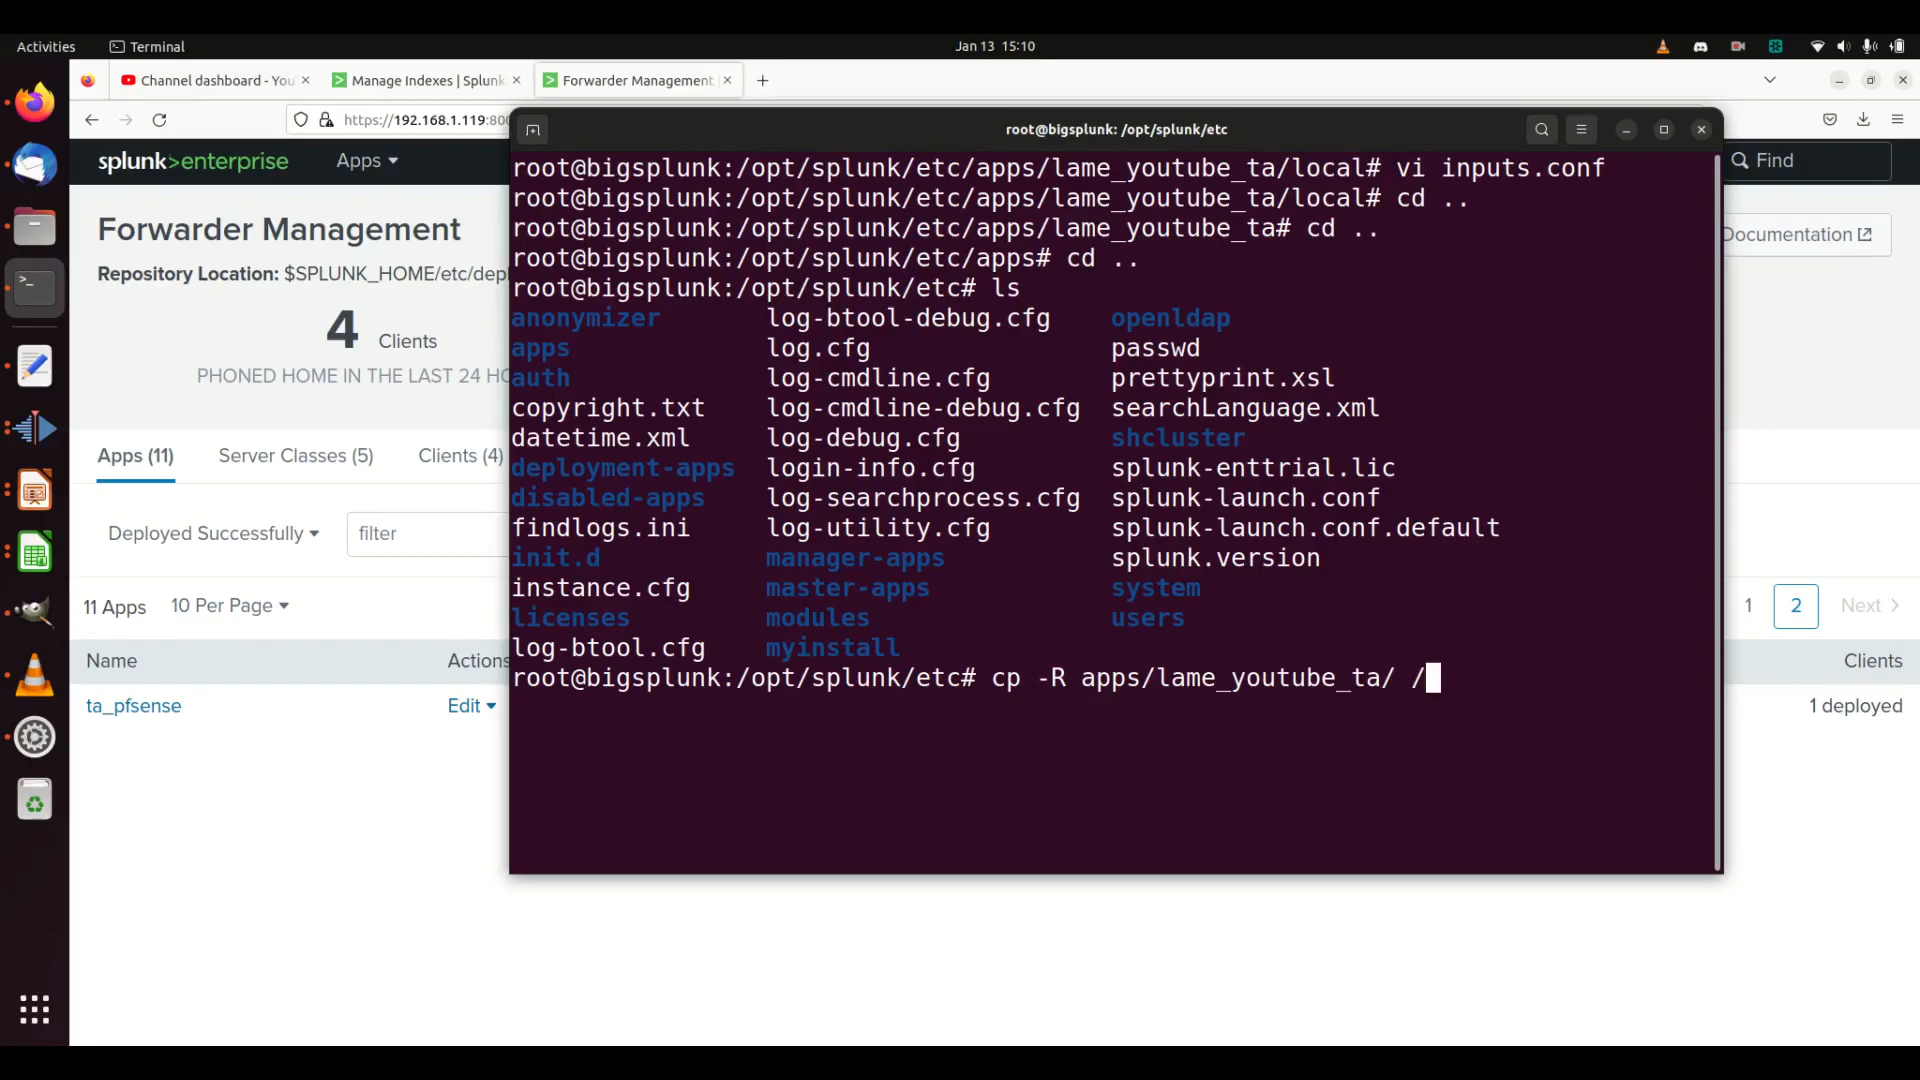 Activities
Terminal
Jan 13 15:10
Channel dashboard - You
Manage Indexes | Splunk
Forwarder Management
https://192.168.1.119:800
splunk>enterprise
Apps
Find
Forwarder Management
Documentation
Repository Location: $SPLUNK_HOME/etc/dep
4 Clients
PHONED HOME IN THE LAST 24 HO
Apps (11)
Server Classes (5)
Clients (4)
Deployed Successfully
filter
11 Apps
10 Per Page
1
2
Next
Name
Actions
Clients
ta_pfsense
Edit
1 deployed
root@bigsplunk: /opt/splunk/etc
root@bigsplunk:/opt/splunk/etc/apps/lame_youtube_ta/local# vi inputs.conf
root@bigsplunk:/opt/splunk/etc/apps/lame_youtube_ta/local# cd ..
root@bigsplunk:/opt/splunk/etc/apps/lame_youtube_ta# cd ..
root@bigsplunk:/opt/splunk/etc/apps# cd ..
root@bigsplunk:/opt/splunk/etc# ls
anonymizer log-btool-debug.cfg openldap
apps log.cfg passwd
auth log-cmdline.cfg prettyprint.xsl
copyright.txt log-cmdline-debug.cfg searchLanguage.xml
datetime.xml log-debug.cfg shcluster
deployment-apps login-info.cfg splunk-enttrial.lic
disabled-apps log-searchprocess.cfg splunk-launch.conf
findlogs.ini log-utility.cfg splunk-launch.conf.default
init.d manager-apps splunk.version
instance.cfg master-apps system
licenses modules users
log-btool.cfg myinstall
root@bigsplunk:/opt/splunk/etc# cp -R apps/lame_youtube_ta/ /